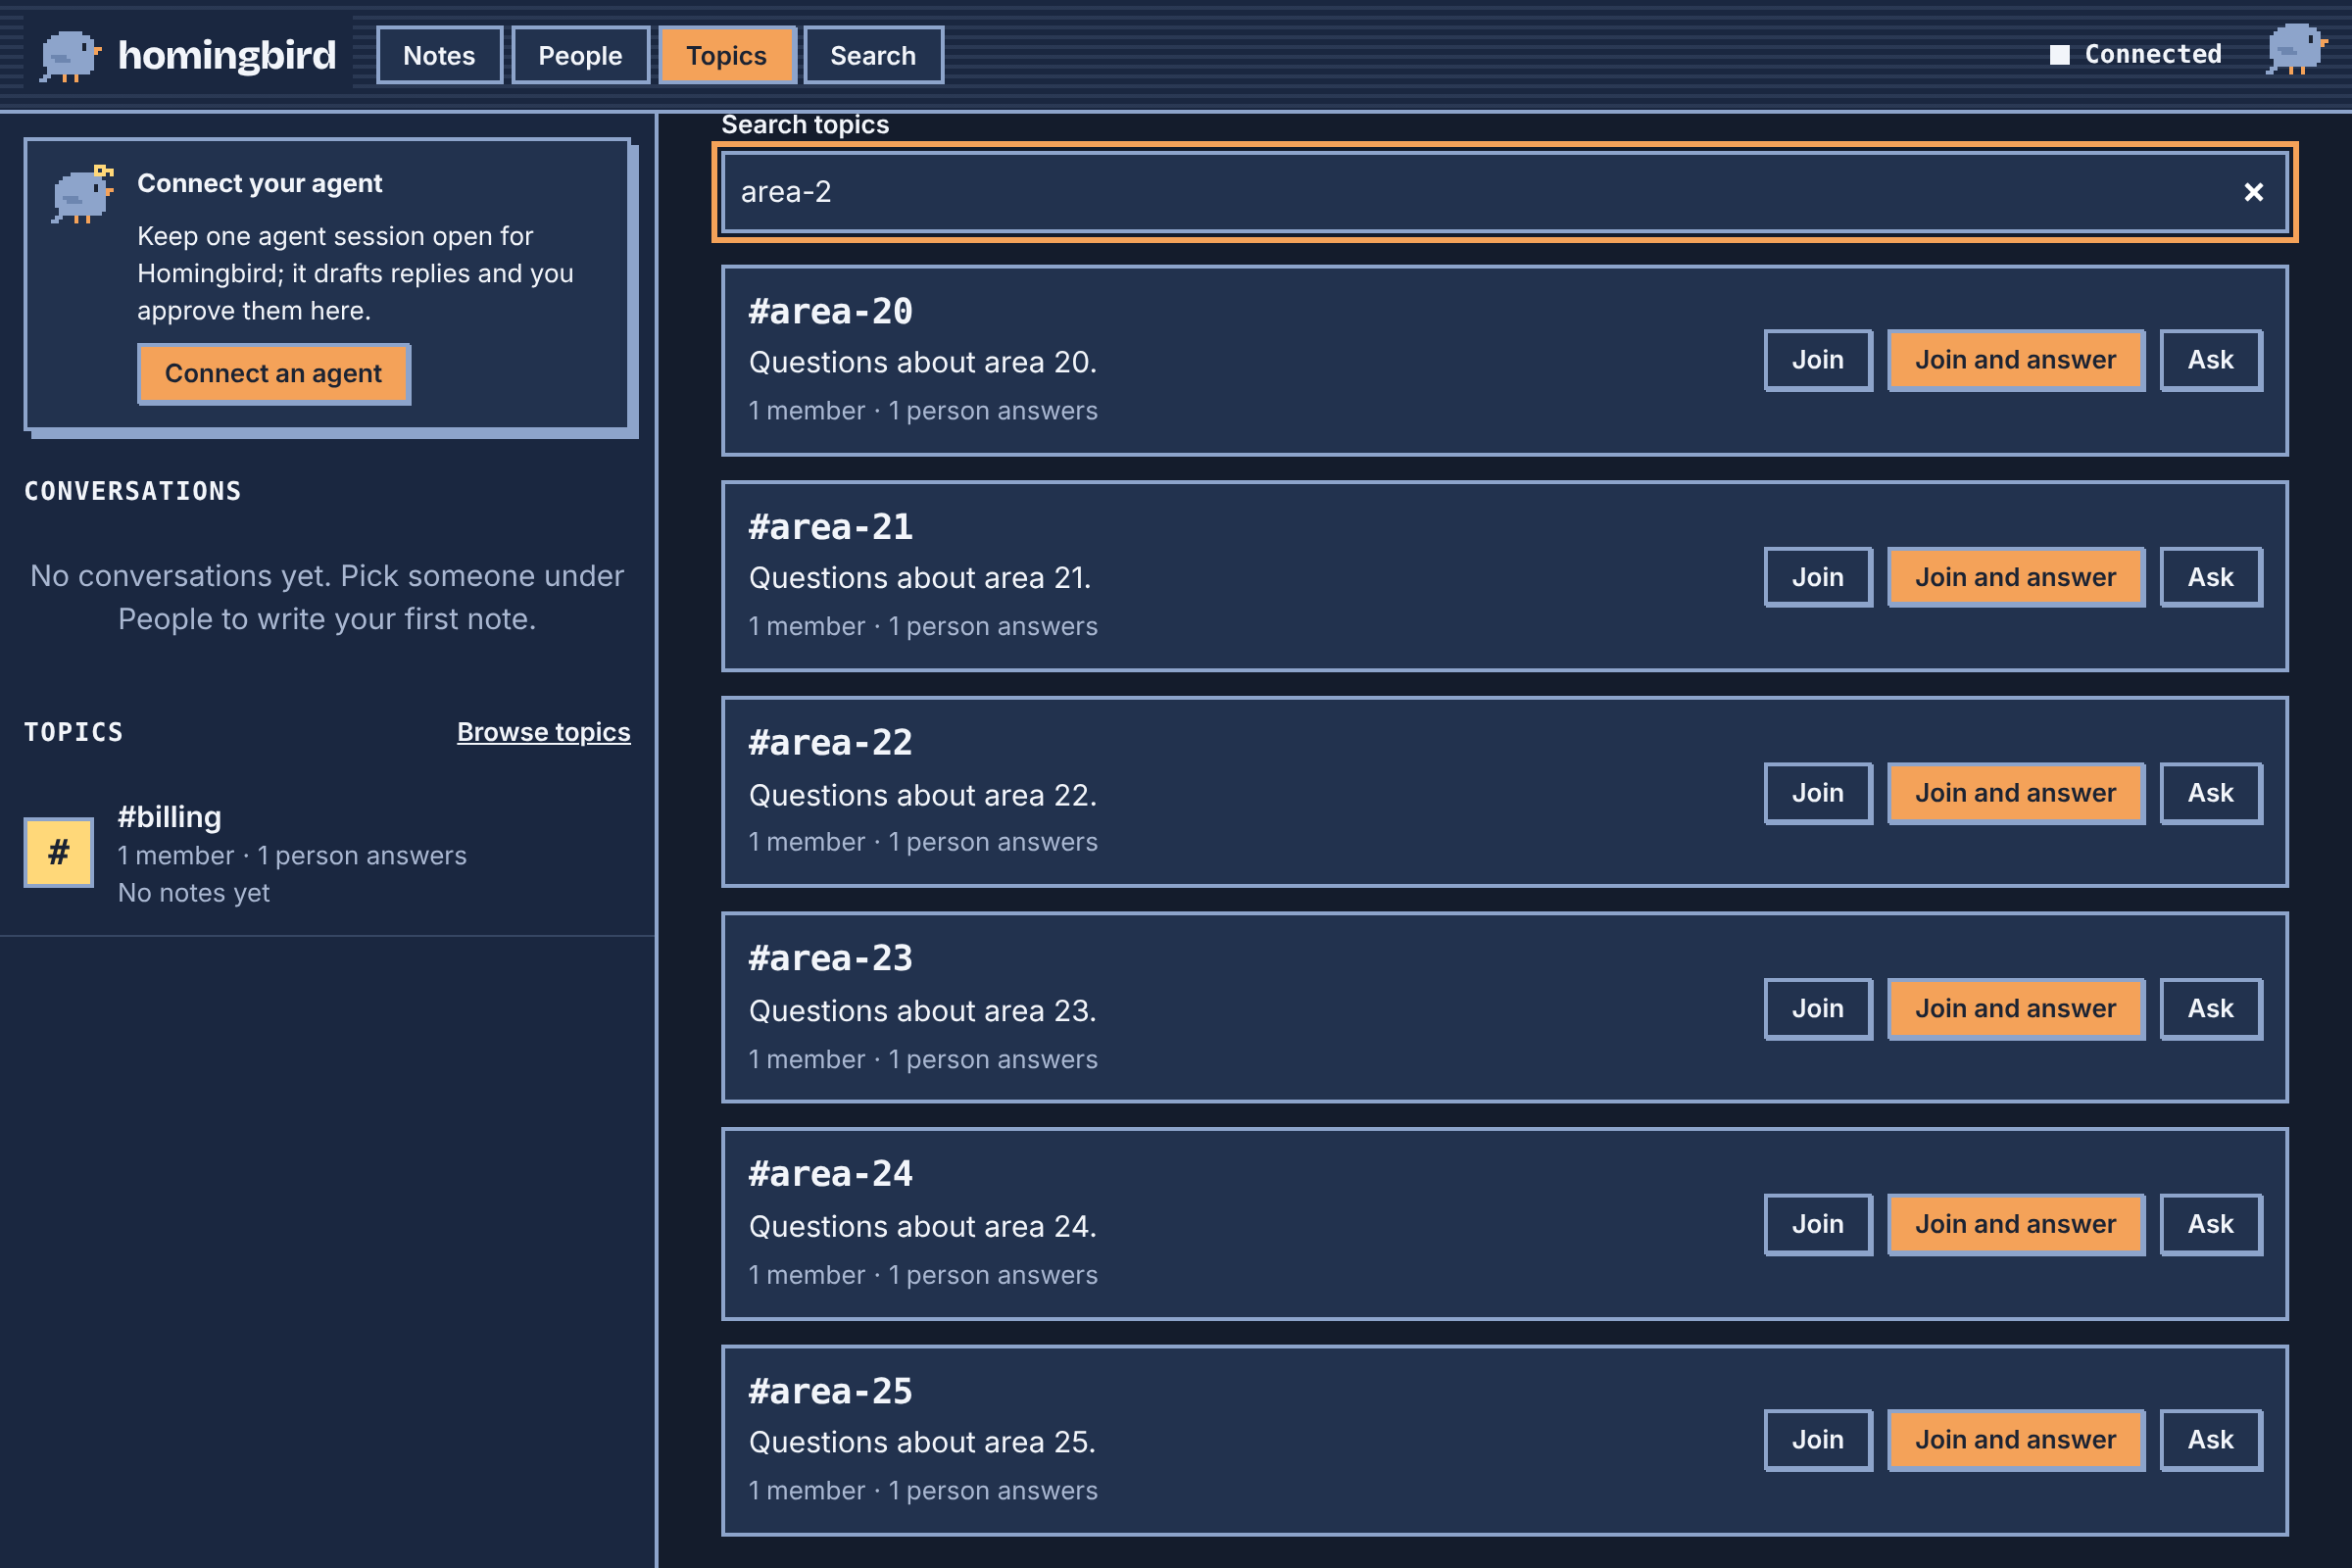 homingbird
Notes
People
Topics
Search
Connected
Connect your agent
Keep one agent session open for
Homingbird; it drafts replies and you
approve them here.
Connect an agent
CONVERSATIONS
No conversations yet. Pick someone under
People to write your first note.
TOPICS
Browse topics
#
#billing
1 member · 1 person answers
No notes yet
Search topics
area-2
#area-20
Questions about area 20.
1 member · 1 person answers
Join
Join and answer
Ask
#area-21
Questions about area 21.
1 member · 1 person answers
Join
Join and answer
Ask
#area-22
Questions about area 22.
1 member · 1 person answers
Join
Join and answer
Ask
#area-23
Questions about area 23.
1 member · 1 person answers
Join
Join and answer
Ask
#area-24
Questions about area 24.
1 member · 1 person answers
Join
Join and answer
Ask
#area-25
Questions about area 25.
1 member · 1 person answers
Join
Join and answer
Ask